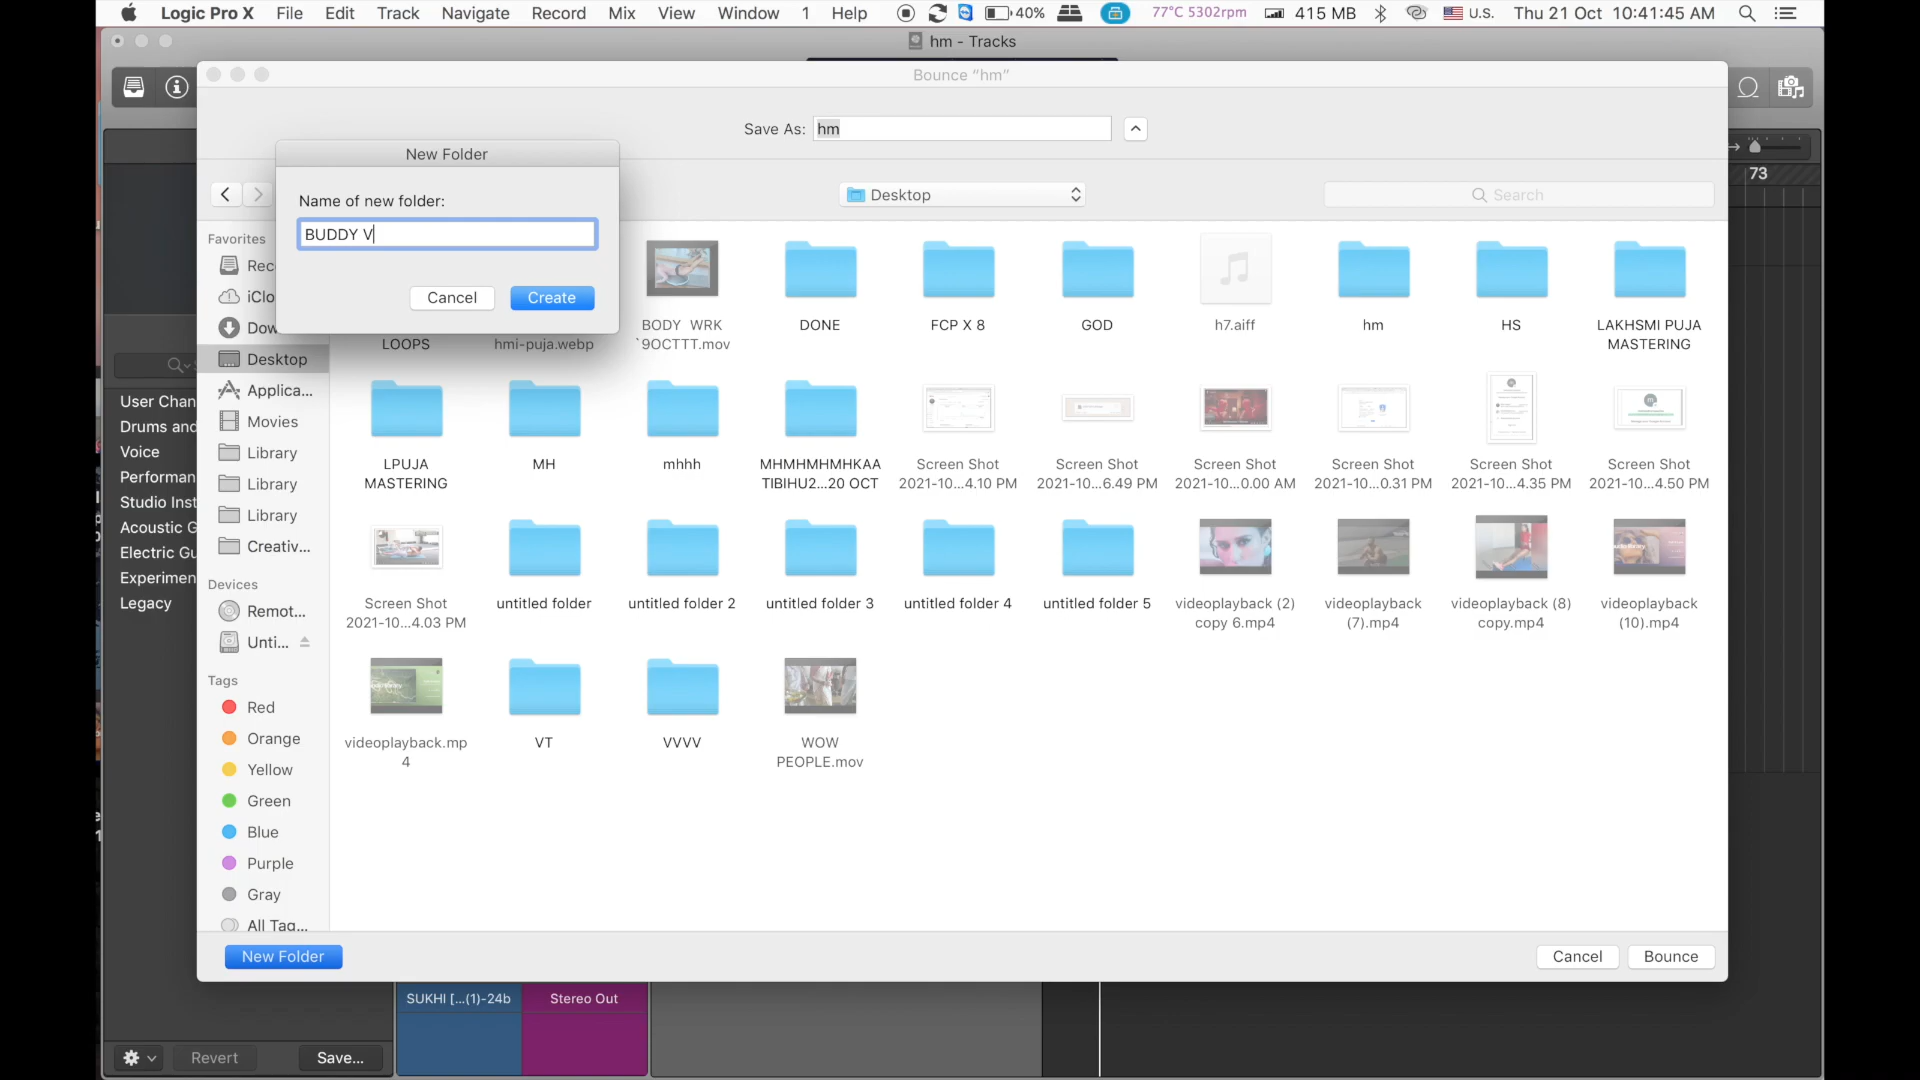 Logic Pro X File Edit Track Navigate Record Mix View Window 1 Help 40% 77°C 5302rpm 415 MB U.S. Thu 21 Oct 10:41:45 AM
hm - Tracks
Bounce “hm”
Save As: hm
New Folder
Name of new folder:
BUDDY V
Cancel Create
Desktop
Search
73
Favorites
Rec
iClo
Dow
Desktop
Applica...
Movies
Library
Library
Library
Creativ...
Devices
Remot...
Unti...
Tags
Red
Orange
Yellow
Green
Blue
Purple
Gray
All Tag...
User Chan
Drums and
Voice
Performan
Studio Inst
Acoustic G
Electric Gu
Experimen
Legacy
LOOPS
hmi-puja.webp
BODY WRK
`9OCTTT.mov
DONE
FCP X 8
GOD
h7.aiff
hm
HS
LAKHSMI PUJA
MASTERING
LPUJA
MASTERING
MH
mhhh
MHMHMHMHKAA
TIBIHU2...20 OCT
Screen Shot
2021-10...4.10 PM
Screen Shot
2021-10...6.49 PM
Screen Shot
2021-10...0.00 AM
Screen Shot
2021-10...0.31 PM
Screen Shot
2021-10...4.35 PM
Screen Shot
2021-10...4.50 PM
Screen Shot
2021-10...4.03 PM
untitled folder
untitled folder 2
untitled folder 3
untitled folder 4
untitled folder 5
videoplayback (2)
copy 6.mp4
videoplayback
(7).mp4
videoplayback (8)
copy.mp4
videoplayback
(10).mp4
videoplayback.mp
4
VT
VVVV
WOW
PEOPLE.mov
New Folder
Cancel Bounce
SUKHI [...(1)-24b
Stereo Out
Revert Save...